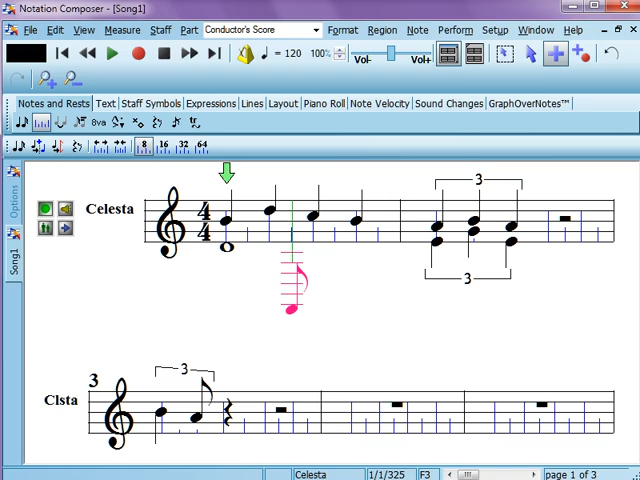 Notation Composer - [Song1]
File Edit View Measure Staff Part Conductor's Score Format Region Note Perform Setup Window Help
= 120 100% Vol- Vol+
Notes and Rests Text Staff Symbols Expressions Lines Layout Piano Roll Note Velocity Sound Changes GraphOverNotes™
8va tr
8 16 32 64
Options
Song1
Celesta
4
4
3
3
3
Clsta
3
Celesta 1/1/325 F3 page 1 of 3